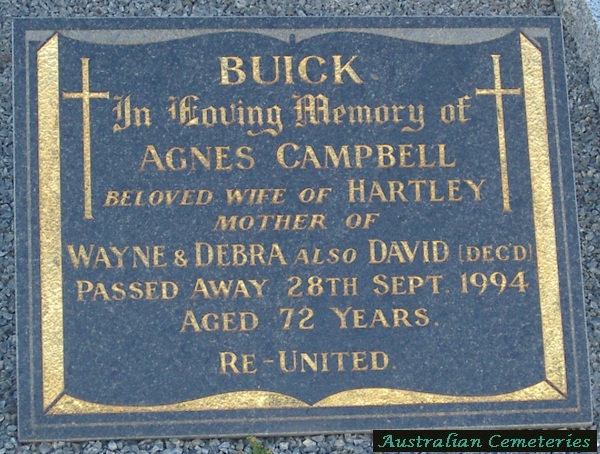 BUICK
In Loving Memory of
AGNES CAMPBELL
BELOVED WIFE OF HARTLEY
MOTHER OF
WAYNE & DEBRA ALSO DAVID (DEC'D)
PASSED AWAY 28TH SEPT. 1994
AGED 72 YEARS.
RE-UNITED.
Australian Cemeteries